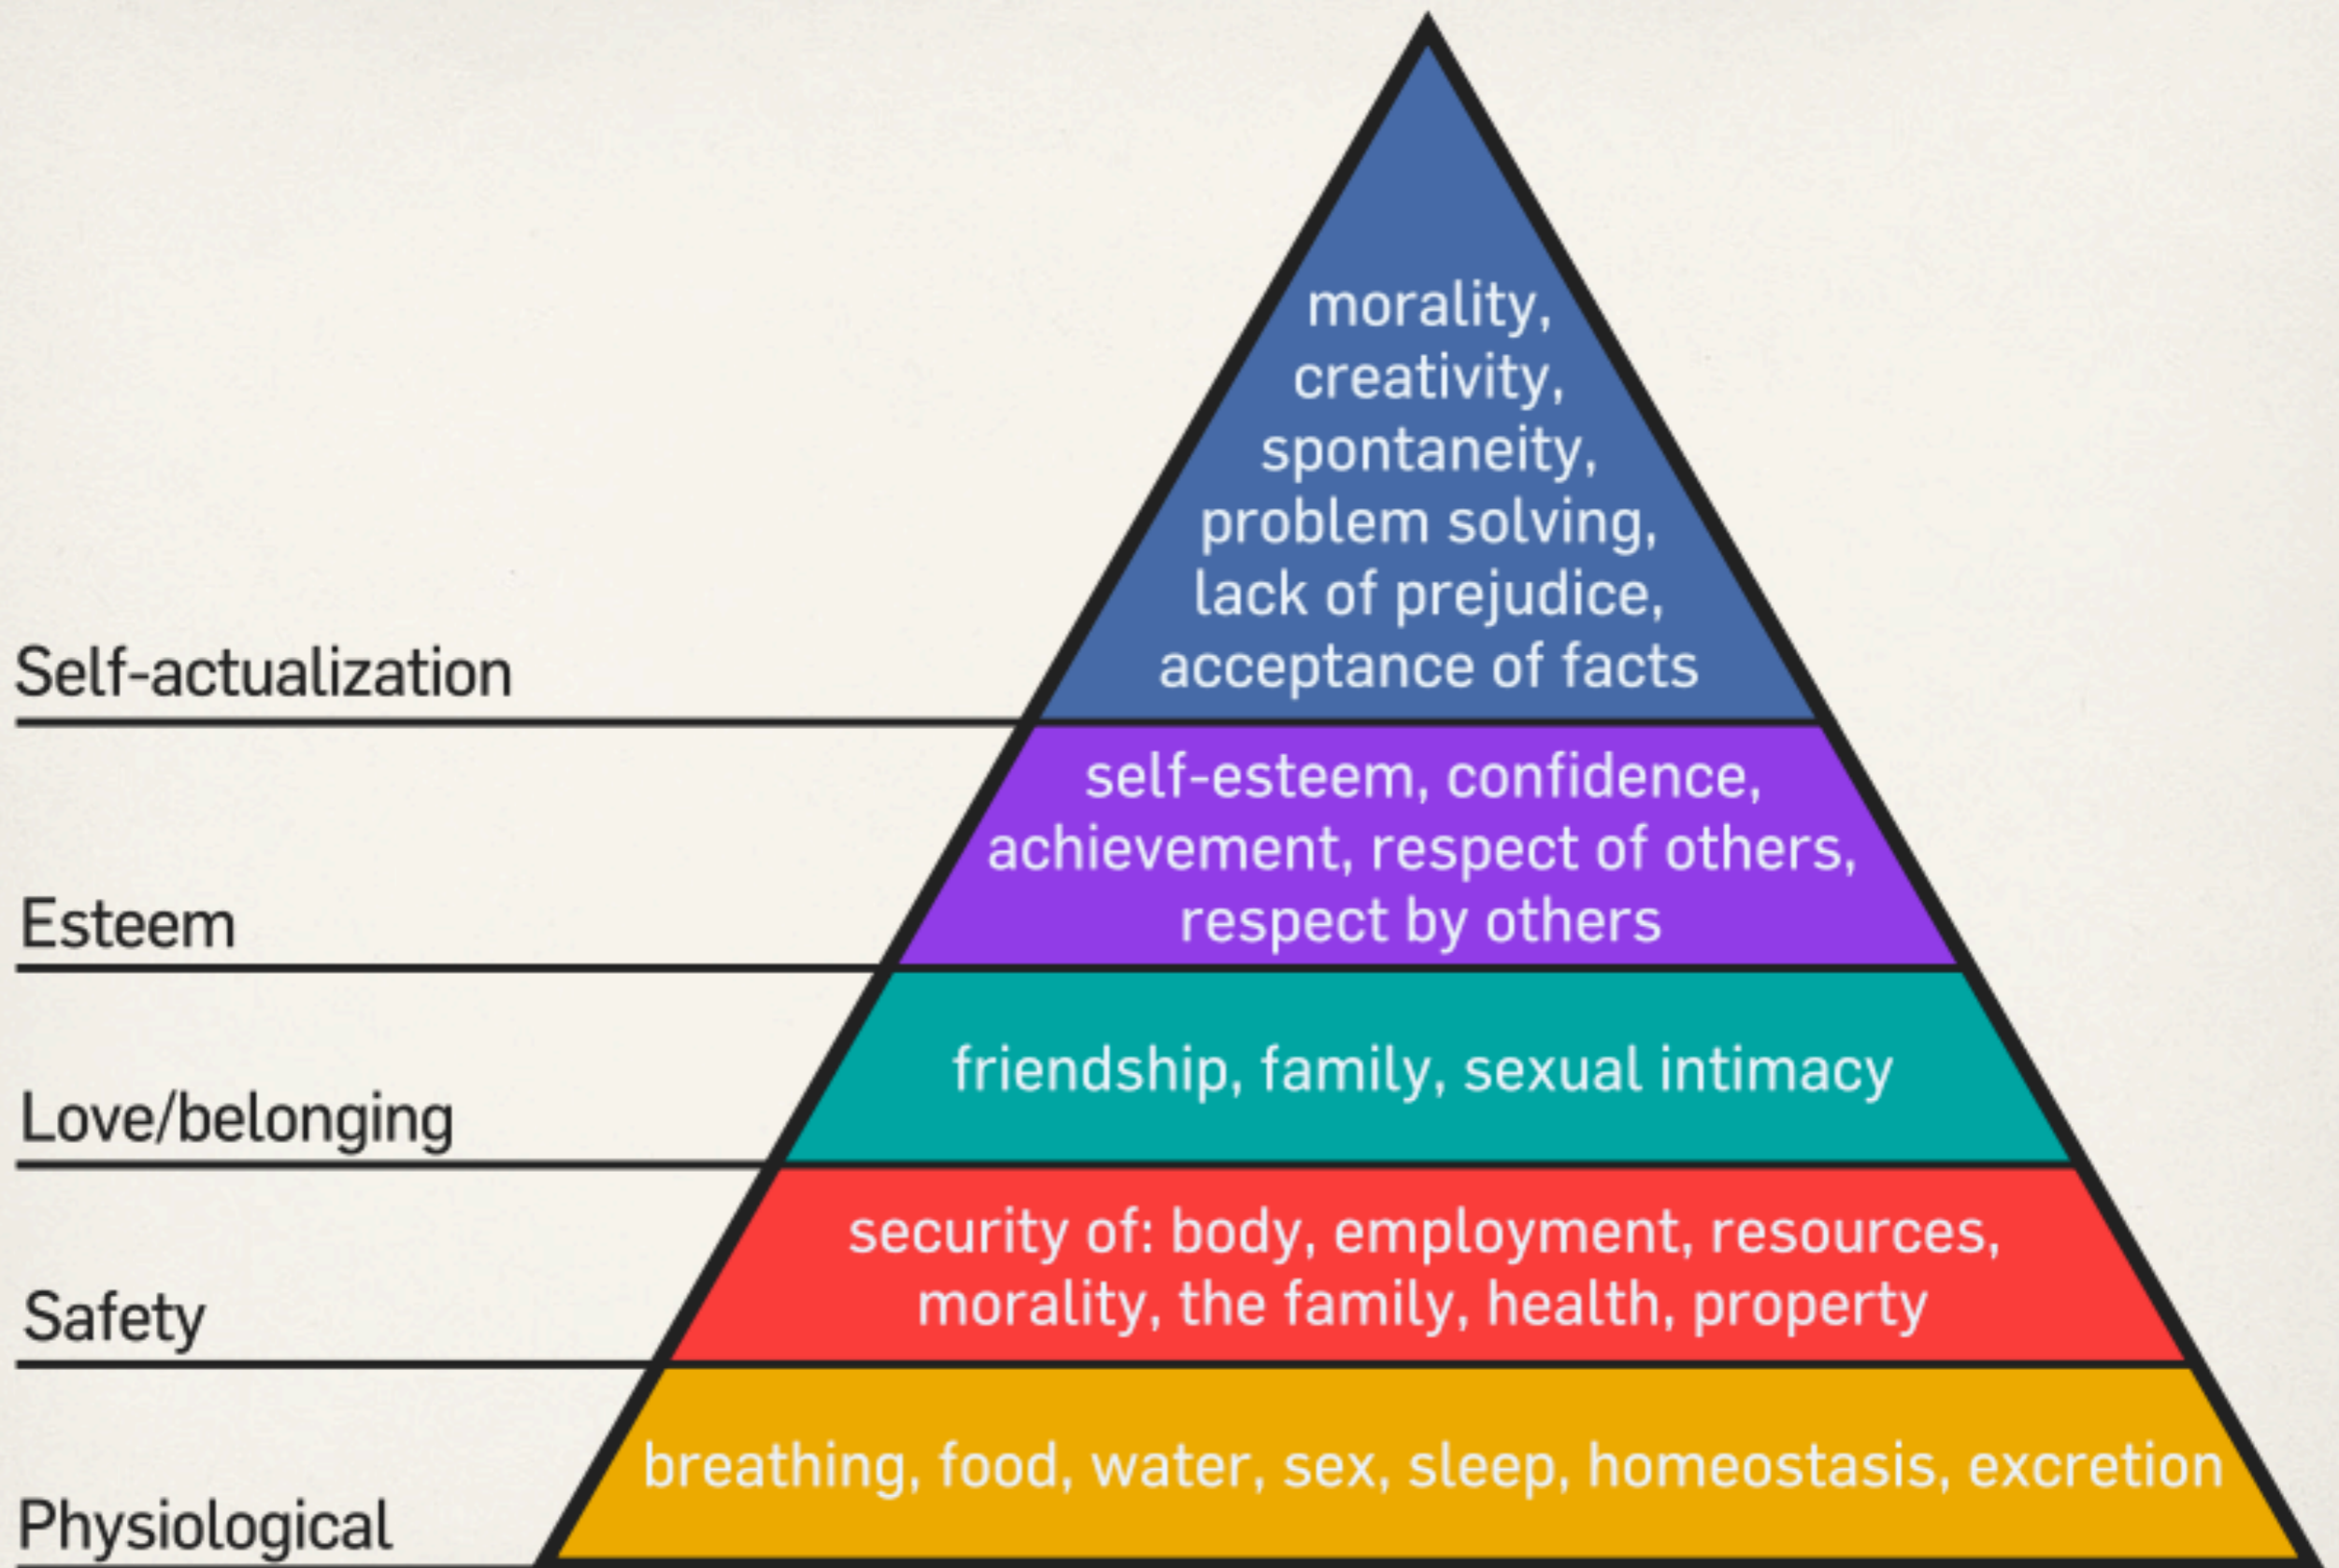 morality,
creativity,
spontaneity,
problem solving,
lack of prejudice,
acceptance of facts
Self-actualization
self-esteem, confidence,
achievement, respect of others,
respect by others
Esteem
friendship, family, sexual intimacy
Love/belonging
security of: body, employment, resources,
morality, the family, health, property
Safety
breathing, food, water, sex, sleep, homeostasis, excretion
Physiological